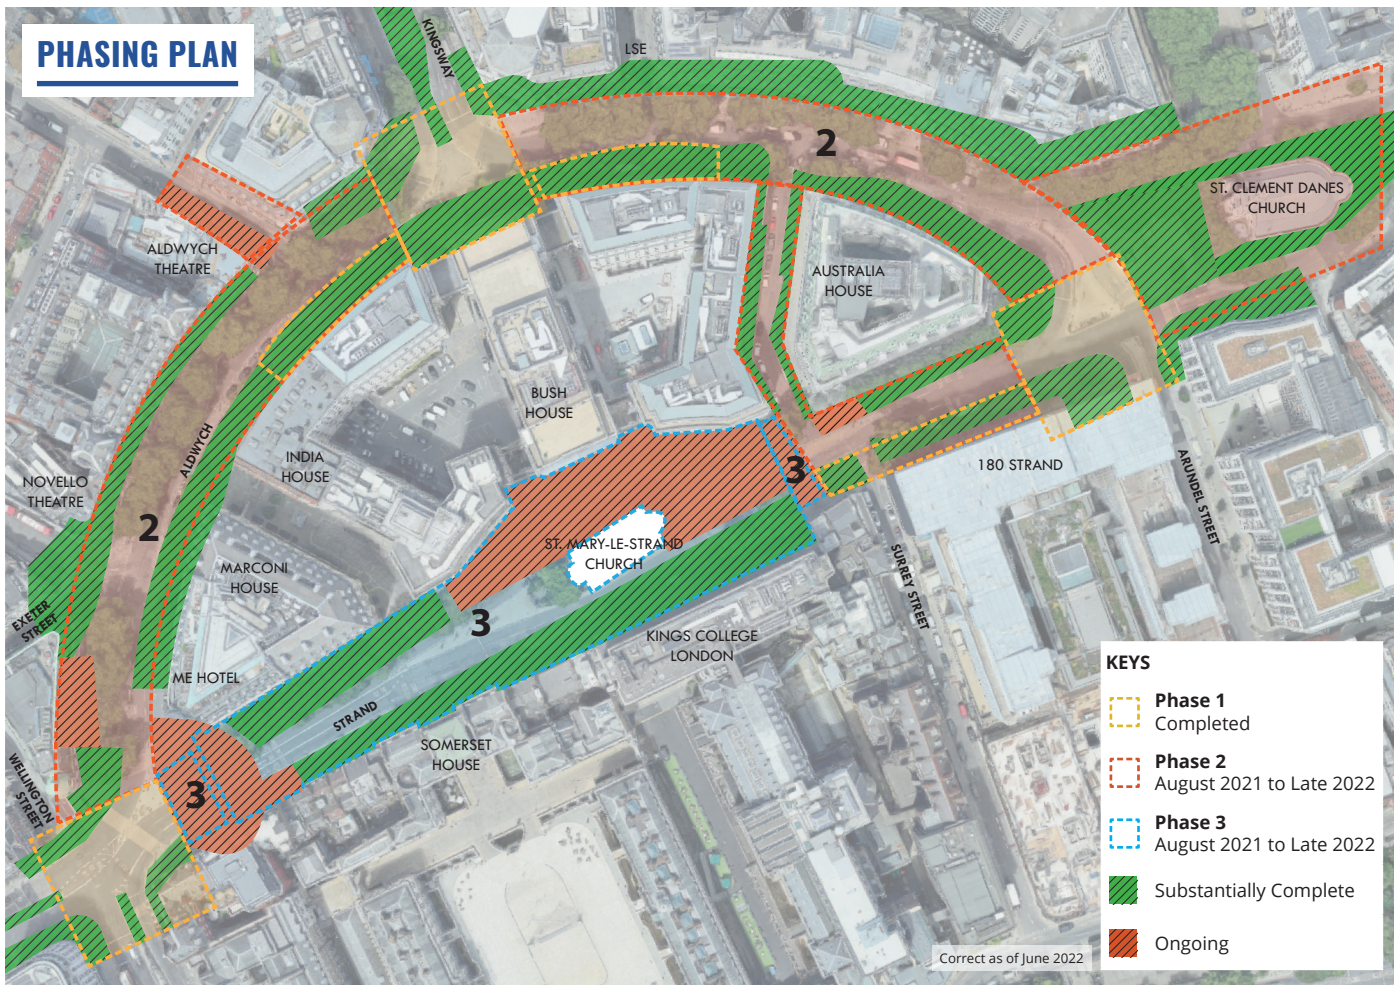 PHASING PLAN
KINGSWAY
LSE
2
ST. CLEMENT DANES
CHURCH
ALDWYCH
THEATRE
AUSTRALIA
HOUSE
BUSH
HOUSE
ALDWYCH
INDIA
HOUSE
3
180 STRAND
NOVELLO
THEATRE
ARUNDEL STREET
2
ST. MARY-LE-STRAND
CHURCH
MARCONI
HOUSE
SURREY STREET
EXETER
STREET
3
KINGS COLLEGE
LONDON
ME HOTEL
STRAND
SOMERSET
HOUSE
WELLINGTON
STREET
3
KEYS
Phase 1
Completed
Phase 2
August 2021 to Late 2022
Phase 3
August 2021 to Late 2022
Substantially Complete
Ongoing
Correct as of June 2022